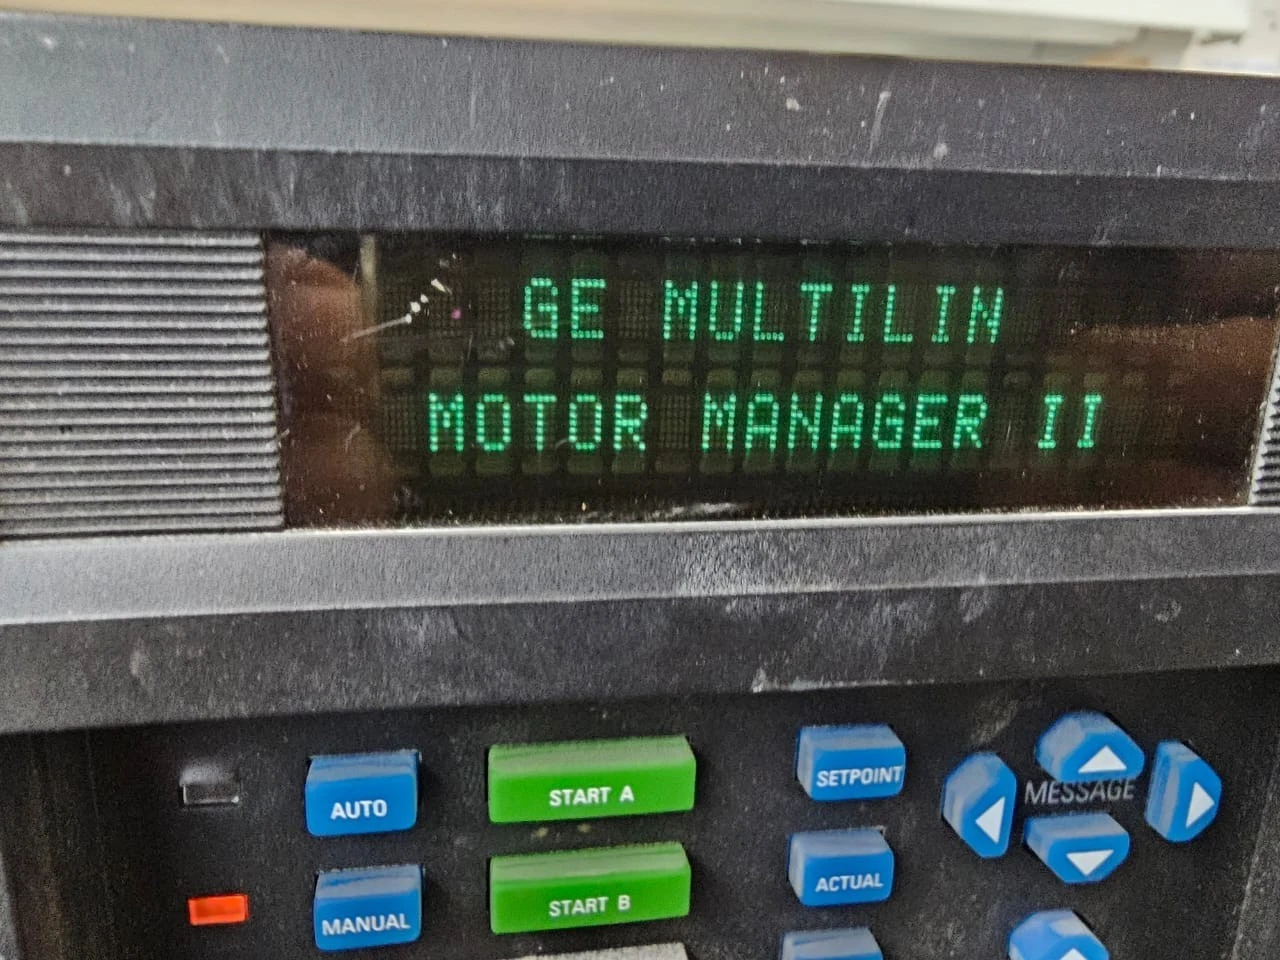 GE MULTILIN
MOTOR MANAGER II
AUTO
START A
SETPOINT
MESSAGE
MANUAL
START B
ACTUAL